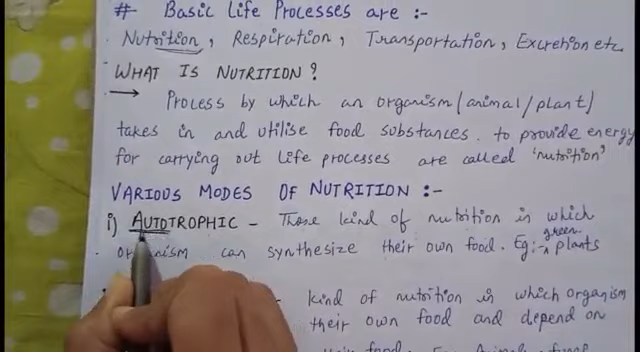 # Basic Life Processes are :-
Nutrition, Respiration, Transportation, Excretion etc.
WHAT IS NUTRITION?
→ Process by which an organism (animal/plant)
takes in and utilise food substances. to provide energy
for carrying out life processes are called 'nutrition'
VARIOUS MODES OF NUTRITION :-
i) AUTOTROPHIC - Those kind of nutrition in which
organism can synthesize their own food. Eg:- green plants
- kind of nutrition in which organism
their own food and depend on
their food.